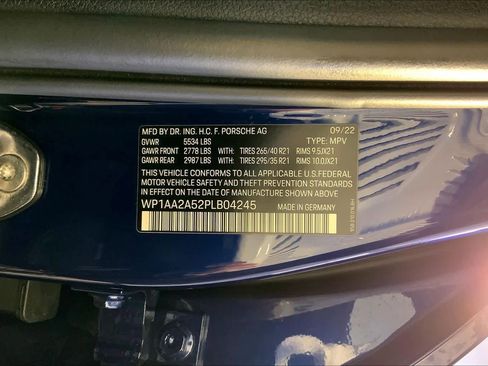 MFD BY DR. ING. H.C. F. PORSCHE AG 09/22
GVWR 5534 LBS TYPE: MPV
GAWR FRONT 2778 LBS WITH: TIRES 265/40 R21 RIMS 9.5JX21
GAWR REAR 2987 LBS WITH: TIRES 295/35 R21 RIMS 10.0JX21
THIS VEHICLE CONFORMS TO ALL APPLICABLE U.S.FEDERAL
MOTOR VEHICLE SAFETY AND THEFT PREVENTION STANDARDS
IN EFFECT ON THE DATE OF MANUFACTURE SHOWN ABOVE.
WP1AA2A52PLB04245
MADE IN GERMANY